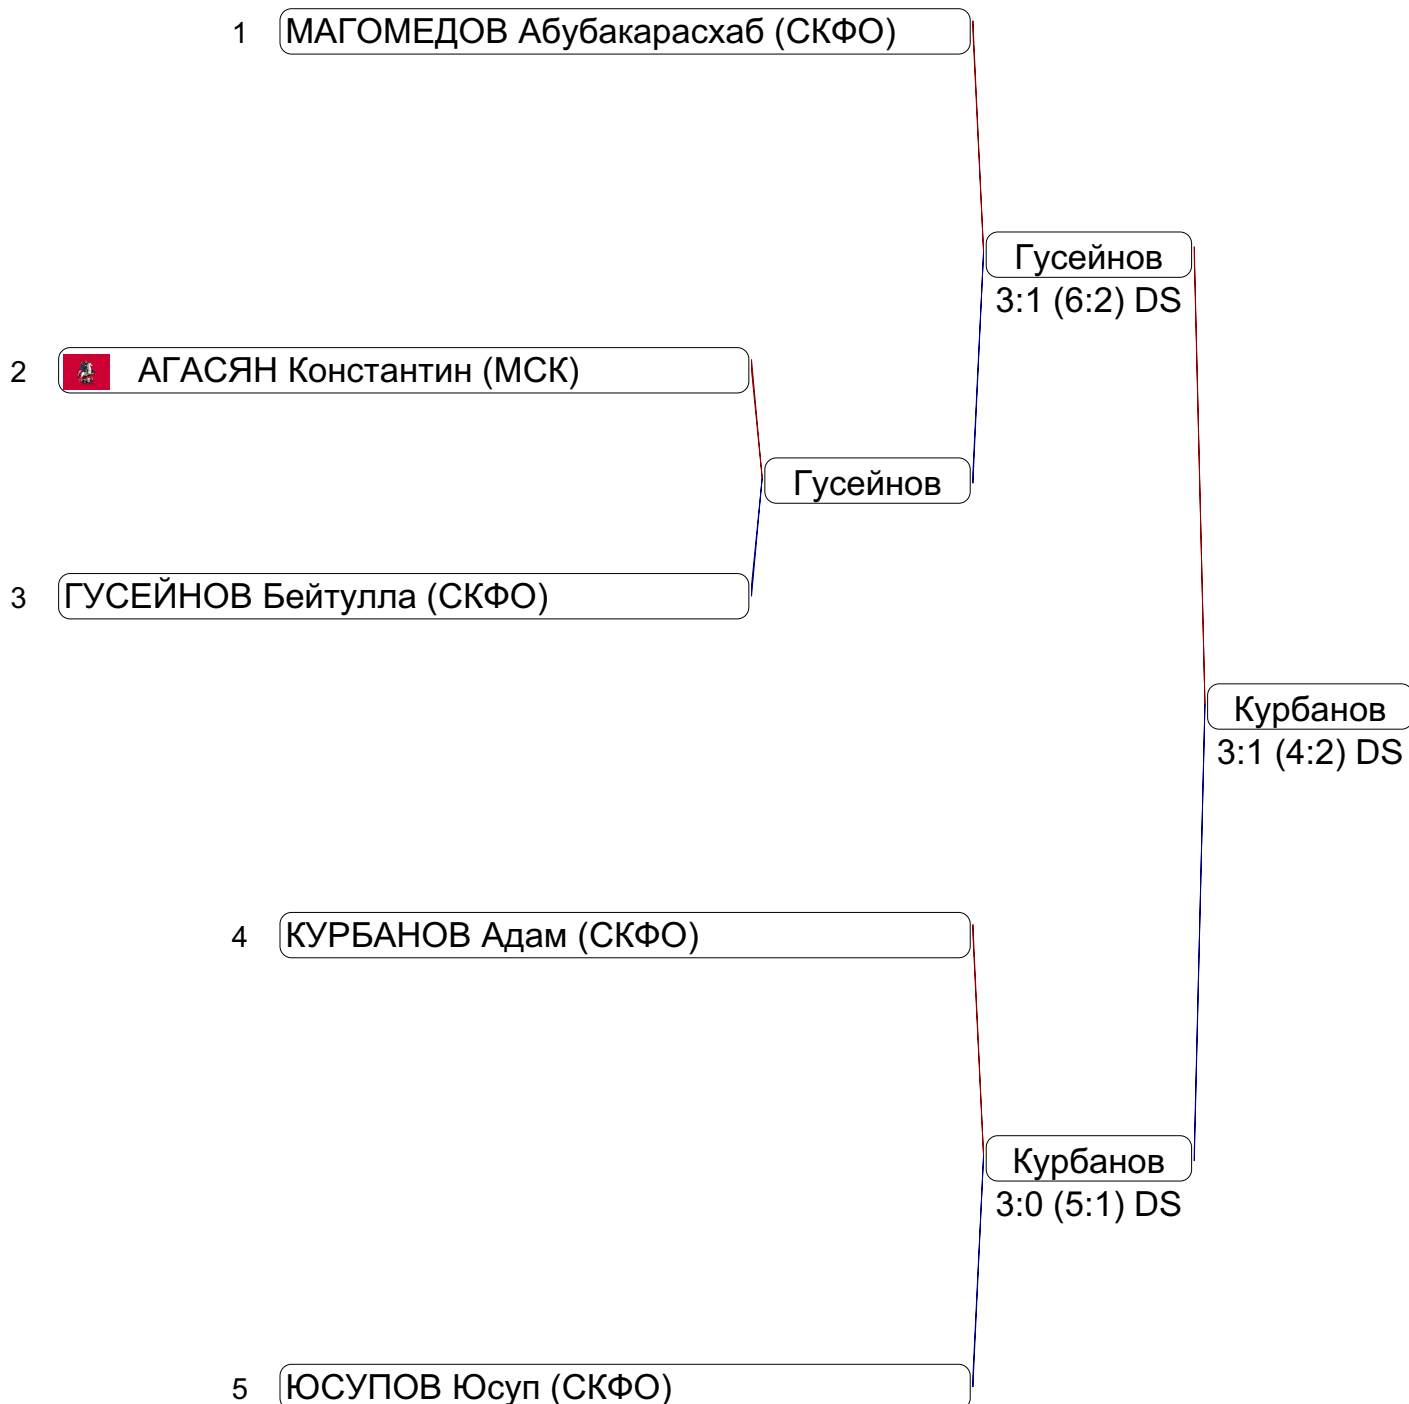 1 МАГОМЕДОВ Абубакарасхаб (СКФО)
Гусейнов
3:1 (6:2) DS
2 АГАСЯН Константин (МСК)
Гусейнов
3 ГУСЕЙНОВ Бейтулла (СКФО)
Курбанов
3:1 (4:2) DS
4 КУРБАНОВ Адам (СКФО)
Курбанов
3:0 (5:1) DS
5 ЮСУПОВ Юсуп (СКФО)